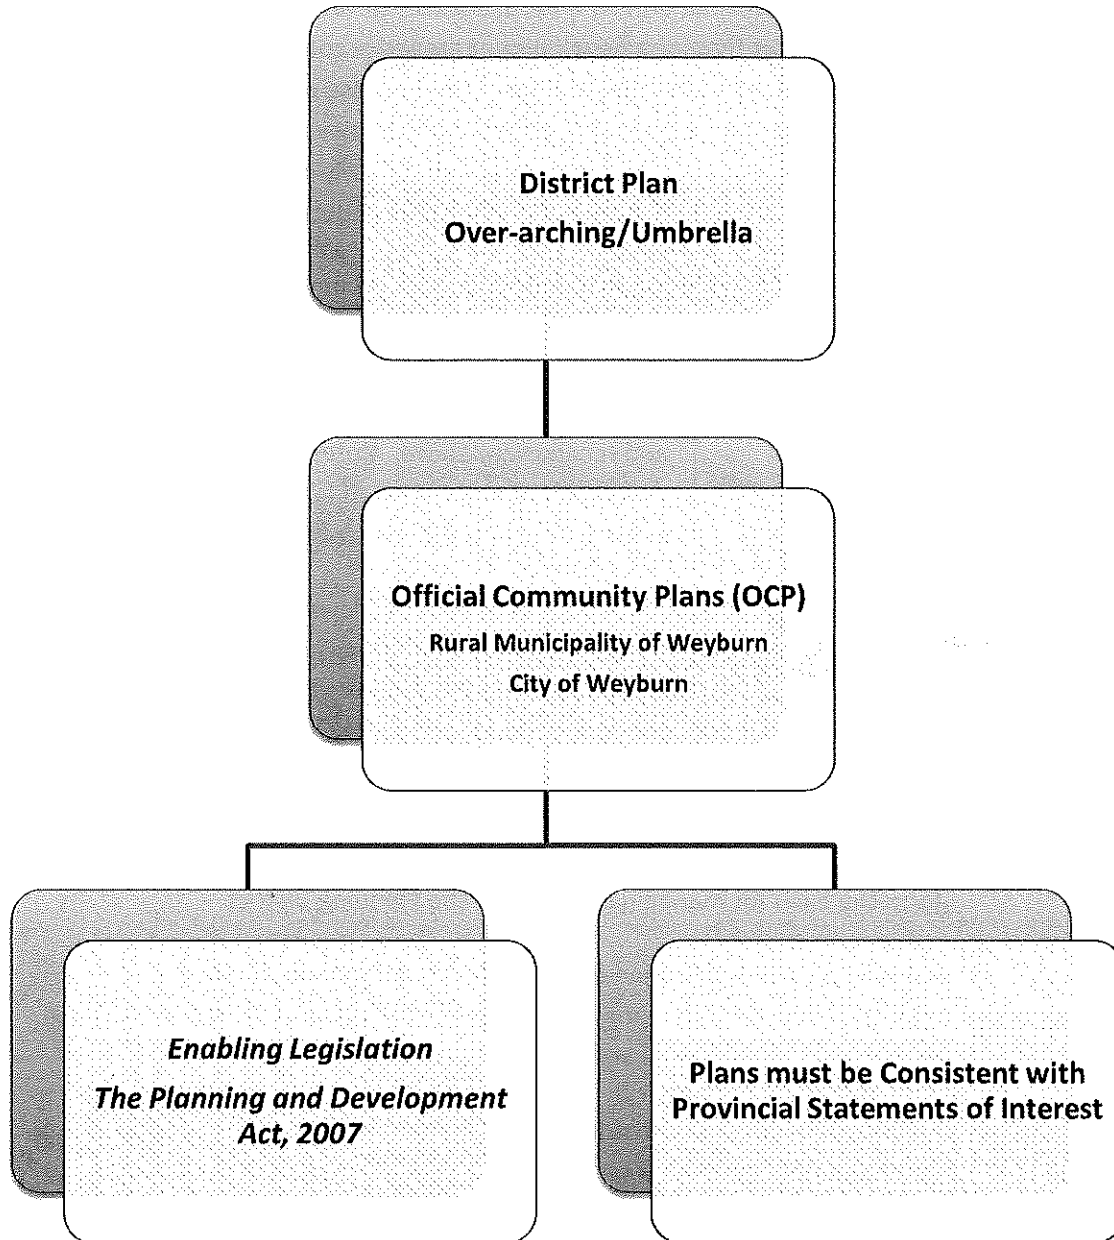 District Plan
Over-arching/Umbrella
Official Community Plans (OCP)
Rural Municipality of Weyburn
City of Weyburn
Enabling Legislation
The Planning and Development
Act, 2007
Plans must be Consistent with
Provincial Statements of Interest